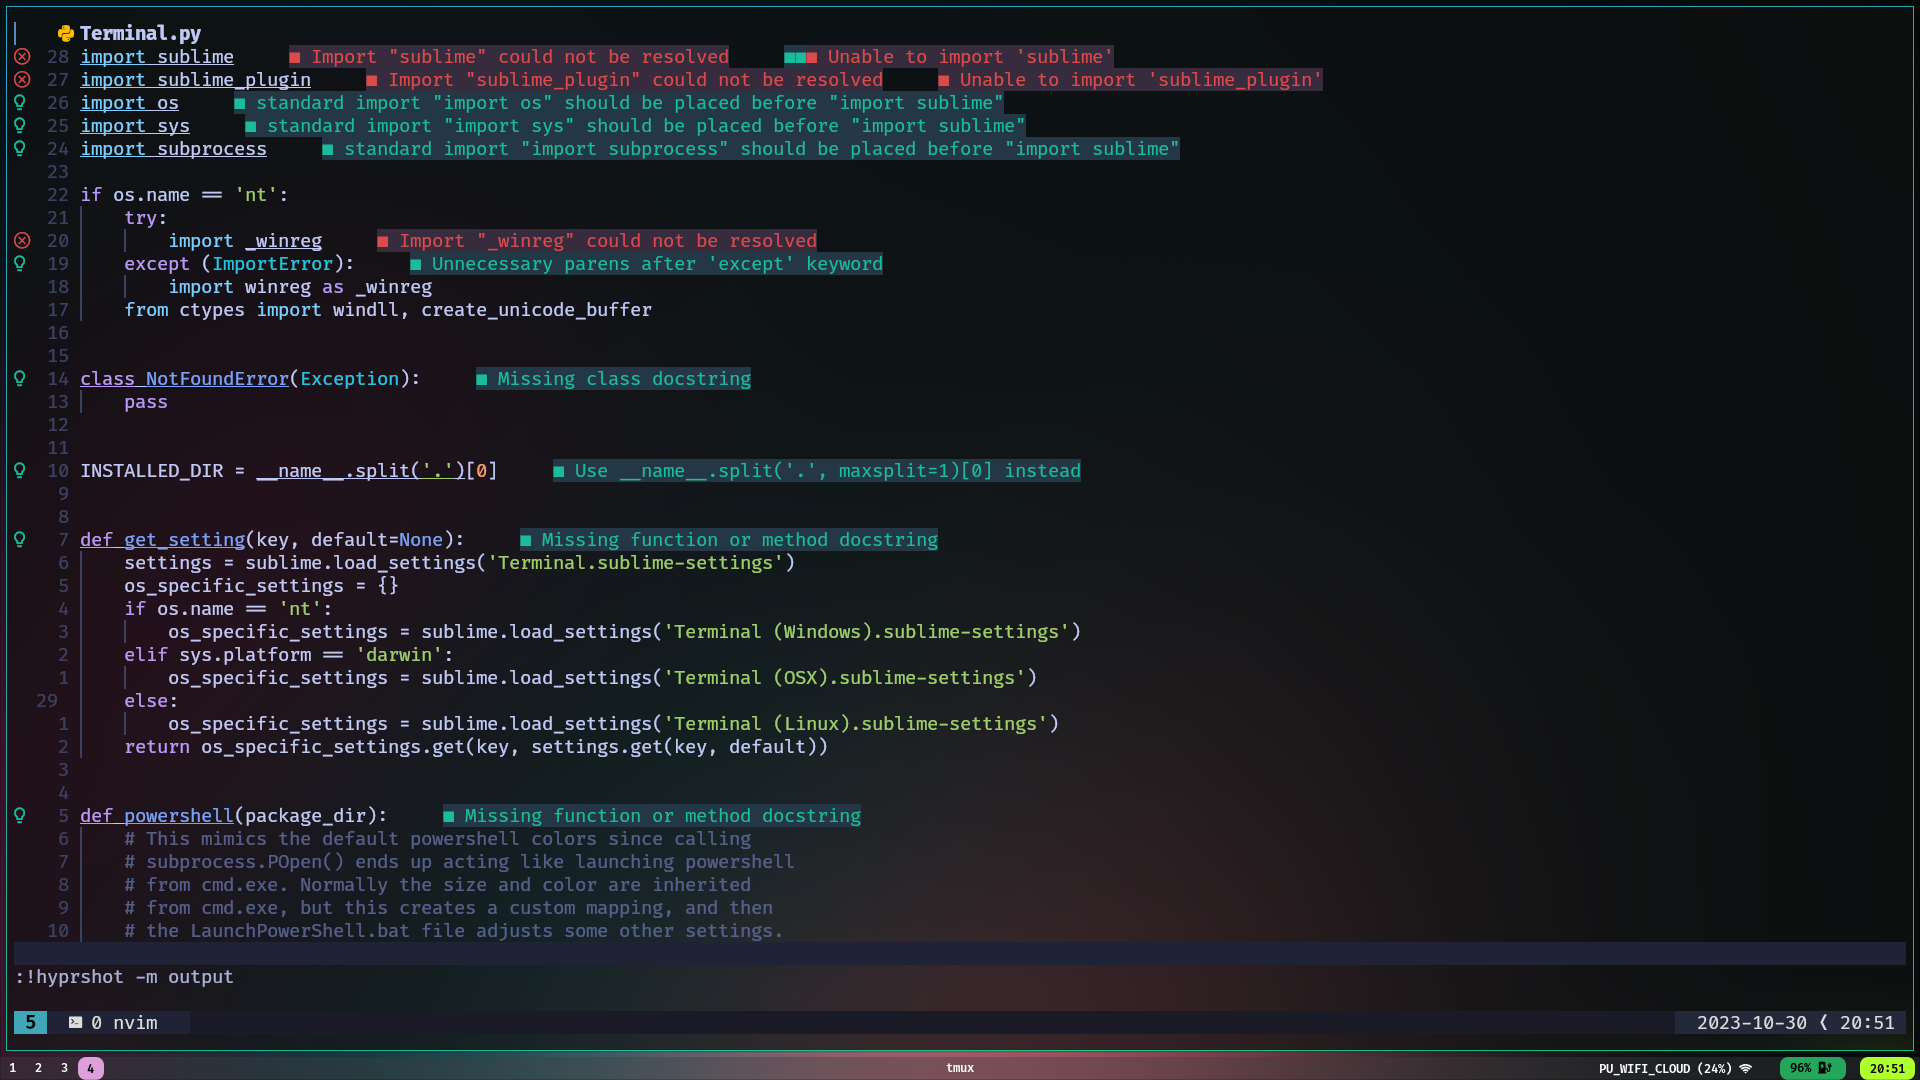 Terminal.py
28 import sublime ■ Import "sublime" could not be resolved ■■■ Unable to import 'sublime'
27 import sublime_plugin ■ Import "sublime_plugin" could not be resolved ■ Unable to import 'sublime_plugin'
26 import os ■ standard import "import os" should be placed before "import sublime"
25 import sys ■ standard import "import sys" should be placed before "import sublime"
24 import subprocess ■ standard import "import subprocess" should be placed before "import sublime"
23
22 if os.name == 'nt':
21 try:
20 import _winreg ■ Import "_winreg" could not be resolved
19 except (ImportError): ■ Unnecessary parens after 'except' keyword
18 import winreg as _winreg
17 from ctypes import windll, create_unicode_buffer
16
15
14 class NotFoundError(Exception): ■ Missing class docstring
13 pass
12
11
10 INSTALLED_DIR = __name__.split('.')[0] ■ Use __name__.split('.', maxsplit=1)[0] instead
9
8
7 def get_setting(key, default=None): ■ Missing function or method docstring
6 settings = sublime.load_settings('Terminal.sublime-settings')
5 os_specific_settings = {}
4 if os.name == 'nt':
3 os_specific_settings = sublime.load_settings('Terminal (Windows).sublime-settings')
2 elif sys.platform == 'darwin':
1 os_specific_settings = sublime.load_settings('Terminal (OSX).sublime-settings')
29 else:
1 os_specific_settings = sublime.load_settings('Terminal (Linux).sublime-settings')
2 return os_specific_settings.get(key, settings.get(key, default))
3
4
5 def powershell(package_dir): ■ Missing function or method docstring
6 # This mimics the default powershell colors since calling
7 # subprocess.POpen() ends up acting like launching powershell
8 # from cmd.exe. Normally the size and color are inherited
9 # from cmd.exe, but this creates a custom mapping, and then
10 # the LaunchPowerShell.bat file adjusts some other settings.
:!hyprshot -m output
5 0 nvim 2023-10-30 ❬ 20:51
1 2 3 4 tmux PU_WIFI_CLOUD (24%) 96% 20:51